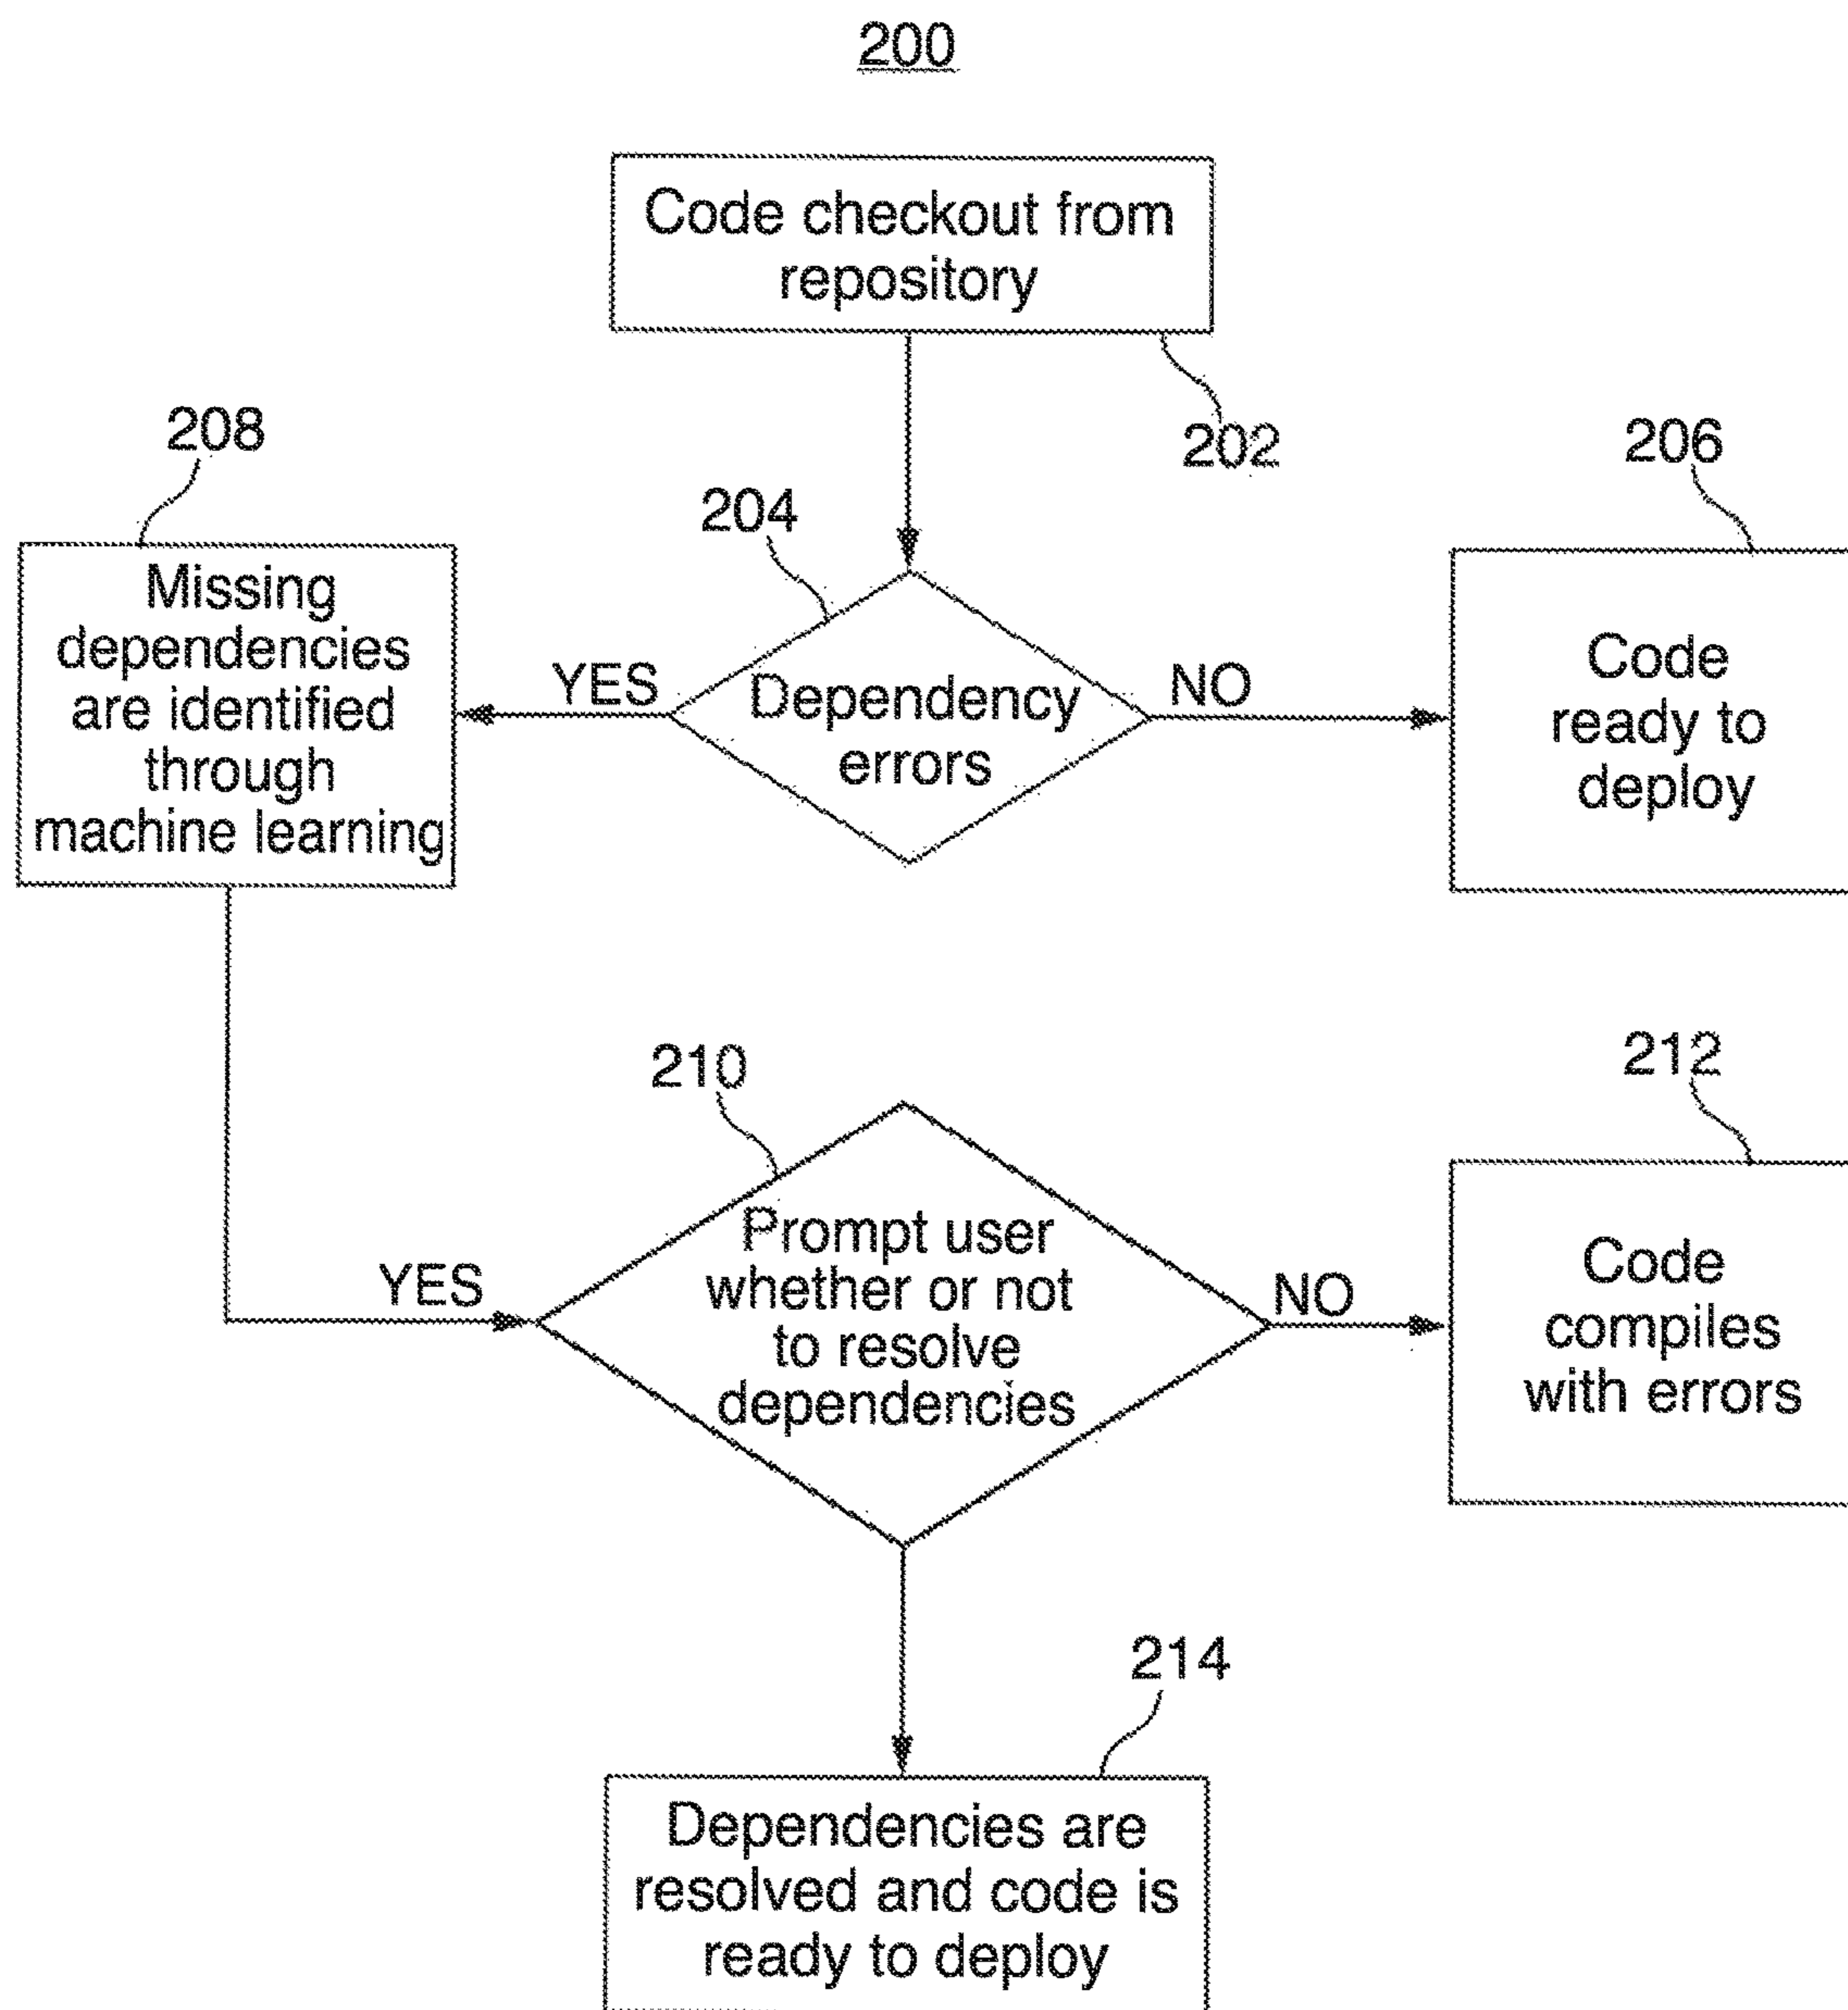 200
Code checkout from
repository
202
208
204
206
Missing
dependencies
are identified
through
machine learning
YES
Dependency
errors
NO
Code
ready to
deploy
210
212
YES
Prompt user
whether or not
to resolve
dependencies
NO
Code
compiles
with errors
214
Dependencies are
resolved and code is
ready to deploy